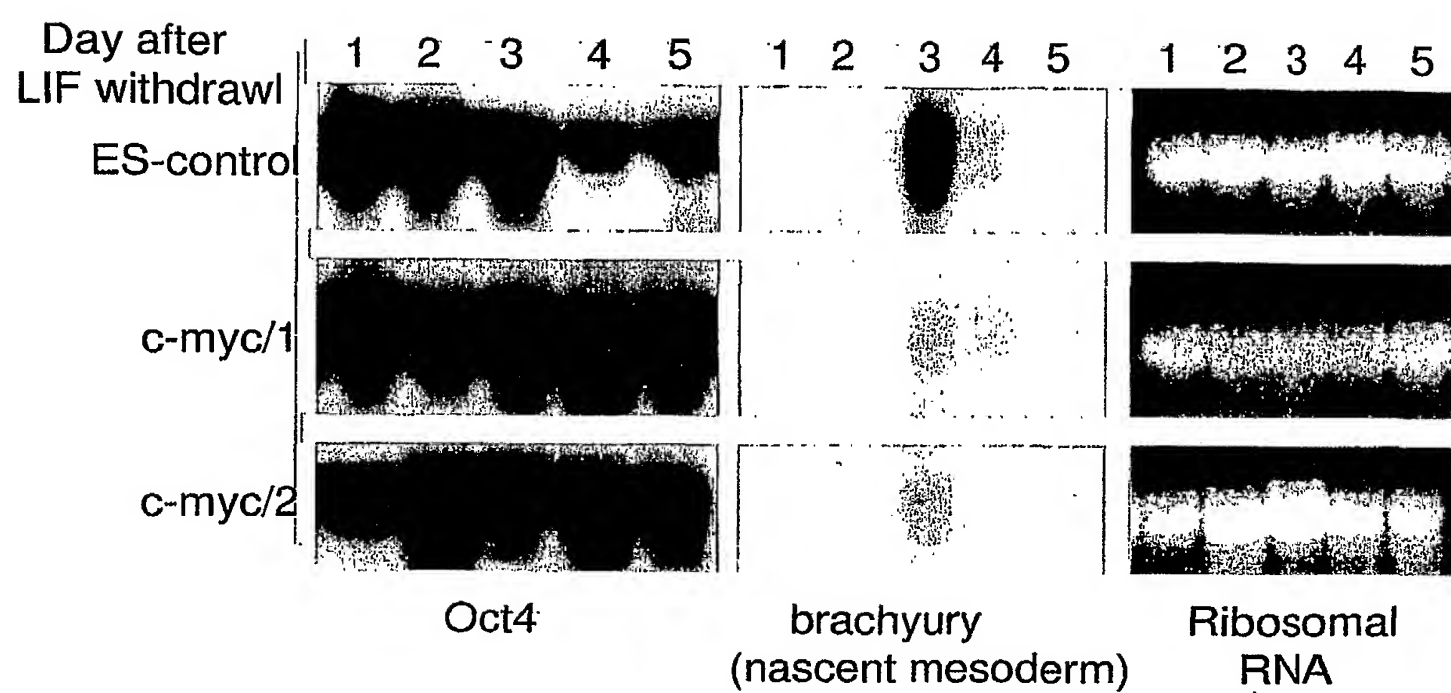 Day after
LIF withdrawl
1 2 3 4 5
1 2 3 4 5
1 2 3 4 5
ES-control
c-myc/1
c-myc/2
Oct4
brachyury
(nascent mesoderm)
Ribosomal
RNA